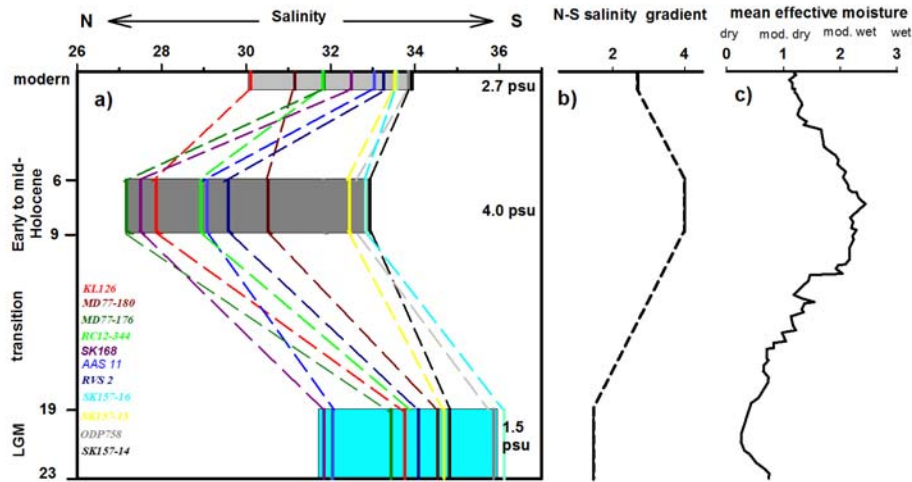 N Salinity S
26 28 30 32 34 36
N-S salinity gradient
2 4
mean effective moisture
dry mod. dry mod. wet wet
0 1 2 3
modern
a)
2.7 psu
b)
c)
6
Early to mid-
Holocene
4.0 psu
9
transition
KL126
MD77-180
MD77-176
RC12-344
SK168
AAS 11
RVS 2
SK157-16
SK157-15
ODP758
SK157-14
19
LGM
1.5
psu
23